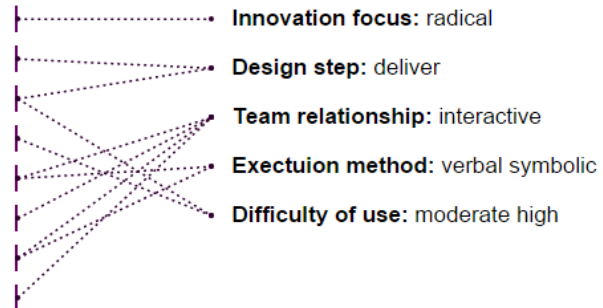 Innovation focus: radical
Design step: deliver
Team relationship: interactive
Exectuion method: verbal symbolic
Difficulty of use: moderate high